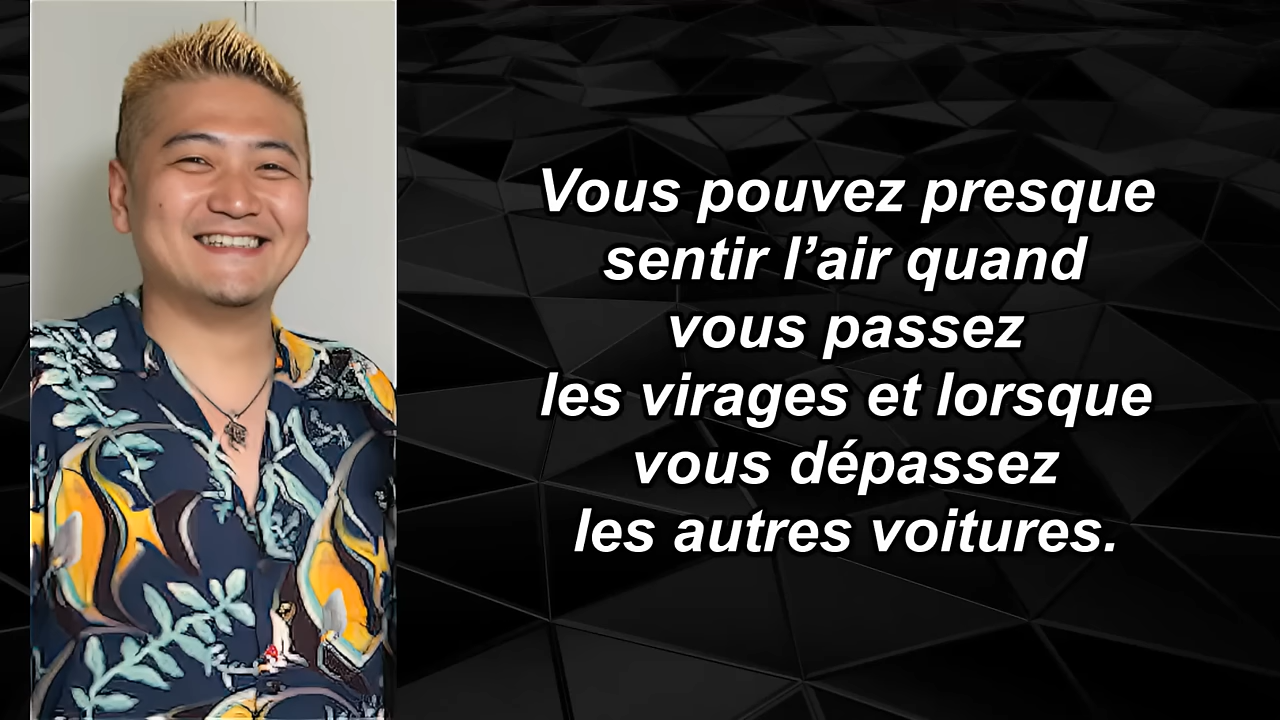 Vous pouvez presque
sentir l’air quand
vous passez
les virages et lorsque
vous dépassez
les autres voitures.